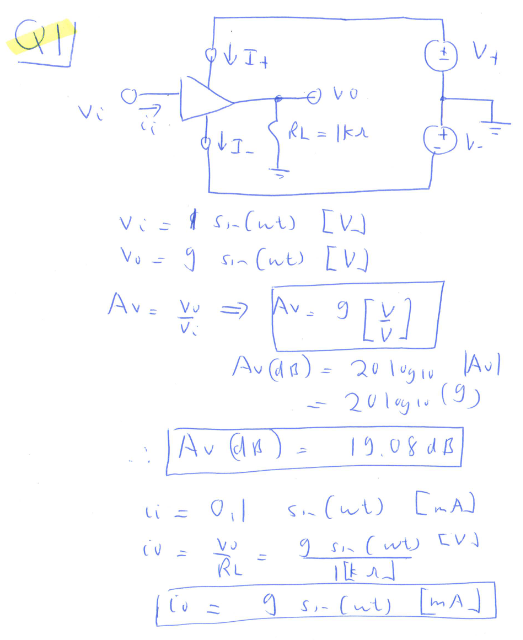 Q1
↓ I+
V+
vi
ii
vo
RL = 1kΩ
↓ I-
V-
vi = 1 sin(wt) [V]
vo = 9 sin(wt) [V]
Av = vo/vi ⇒ Av = 9 [V/V]
Av(dB) = 20 log10 |Av|
= 20 log10 (9)
∴ Av (dB) = 19.08 dB
ii = 0,1 sin(wt) [mA]
io = vo/RL = 9 sin(wt) [V] / 1[kΩ]
io = 9 sin(wt) [mA]